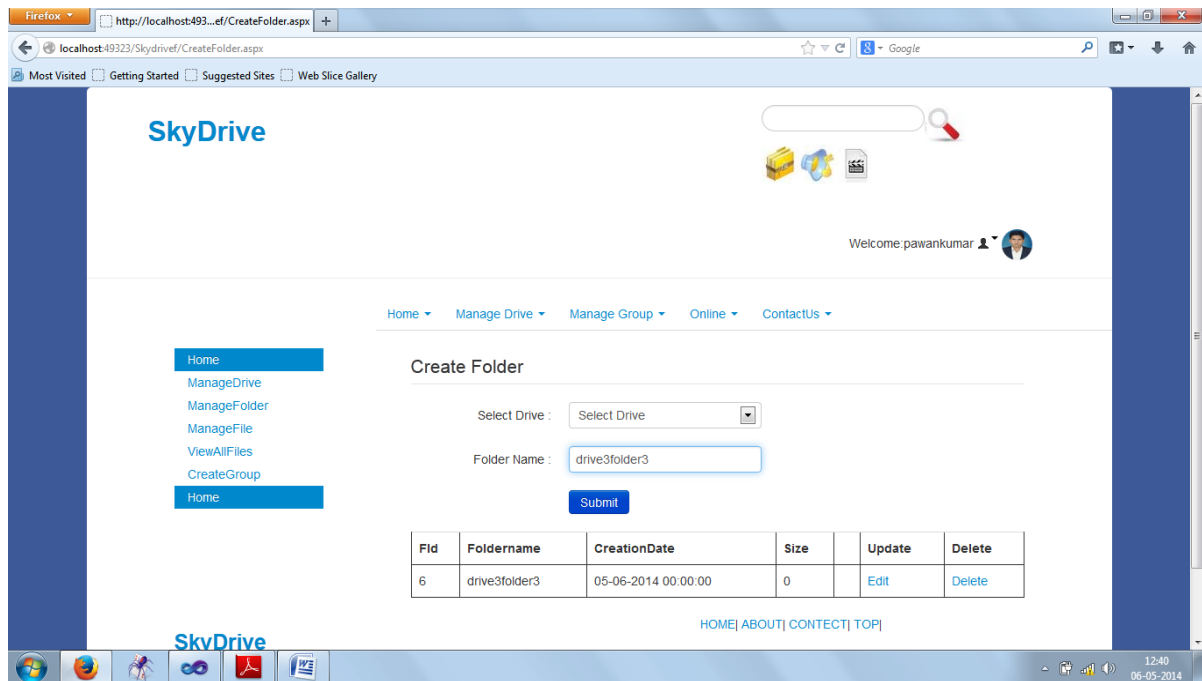 Firefox
http://localhost:493...ef/CreateFolder.aspx
localhost:49323/Skydrivef/CreateFolder.aspx
Google
Most Visited Getting Started Suggested Sites Web Slice Gallery
SkyDrive
Welcome:pawankumar
Home Manage Drive Manage Group Online ContactUs
Home
ManageDrive
ManageFolder
ManageFile
ViewAllFiles
CreateGroup
Home
Create Folder
Select Drive : Select Drive
Folder Name : drive3folder3
Submit
FId Foldername CreationDate Size Update Delete
6 drive3folder3 05-06-2014 00:00:00 0 Edit Delete
HOME| ABOUT| CONTECT| TOP|
SkyDrive
12:40
06-05-2014